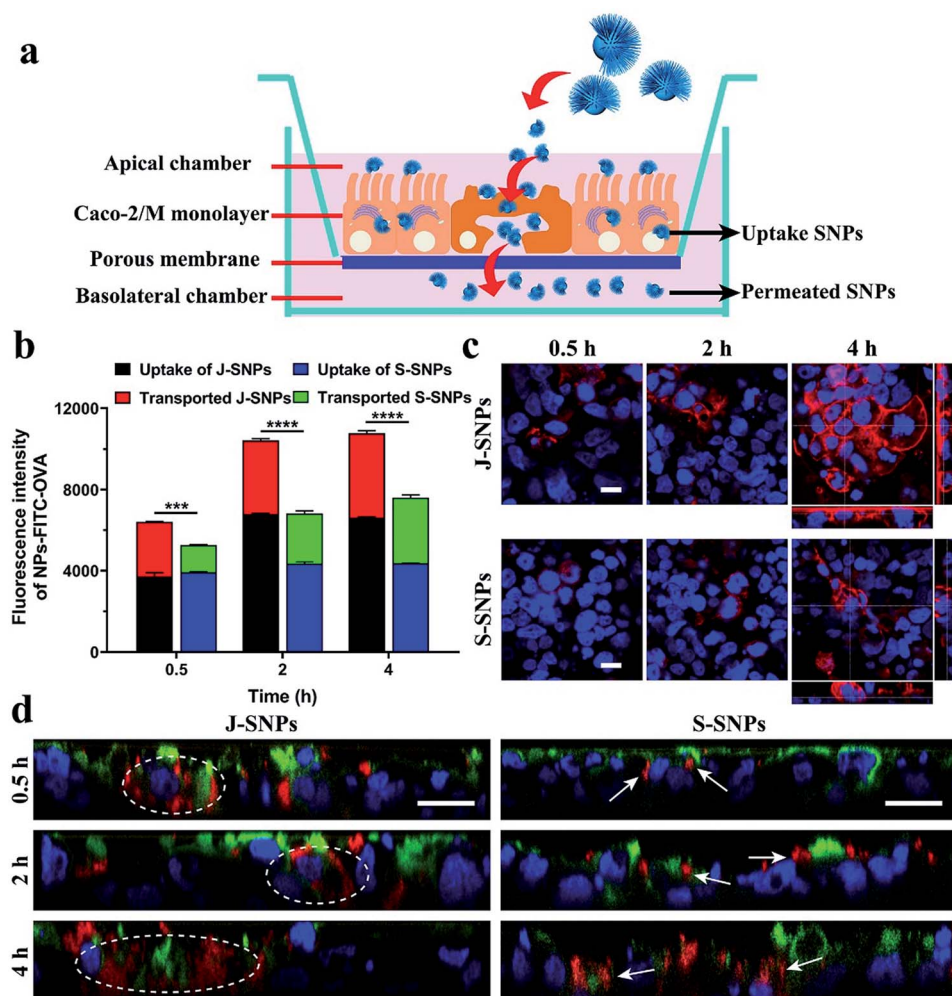 a
Apical chamber
Caco-2/M monolayer
Porous membrane
Basolateral chamber
Uptake SNPs
Permeated SNPs
b
Uptake of J-SNPs
Uptake of S-SNPs
Transported J-SNPs
Transported S-SNPs
Fluorescence intensity
of NPs-FITC-OVA
12000
8000
4000
0
***
****
****
0.5
2
4
Time (h)
c
0.5 h
2 h
4 h
J-SNPs
S-SNPs
d
J-SNPs
S-SNPs
0.5 h
2 h
4 h